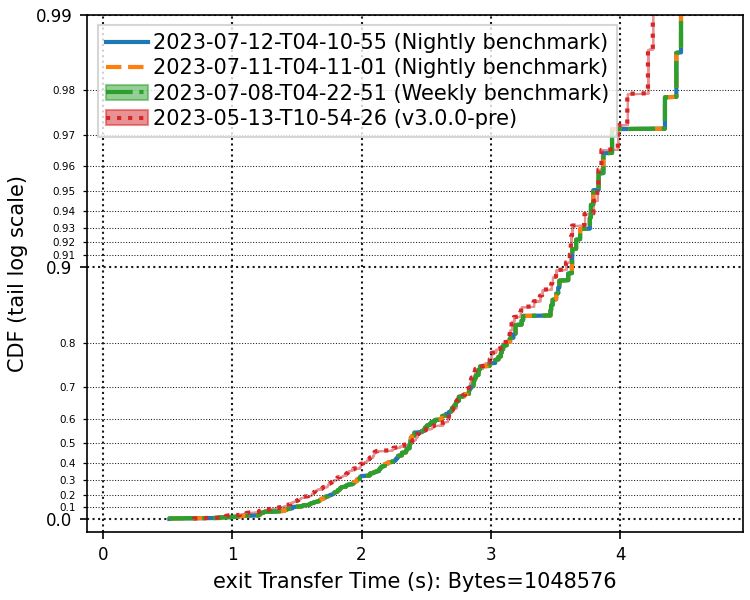 0.99
2023-07-12-T04-10-55 (Nightly benchmark)
2023-07-11-T04-11-01 (Nightly benchmark)
2023-07-08-T04-22-51 (Weekly benchmark)
2023-05-13-T10-54-26 (v3.0.0-pre)
0.98
0.97
0.96
0.95
0.94
0.93
0.92
0.91
0.9
0.8
0.7
0.6
0.5
0.4
0.3
0.2
0.1
0.0
CDF (tail log scale)
0 1 2 3 4
exit Transfer Time (s): Bytes=1048576